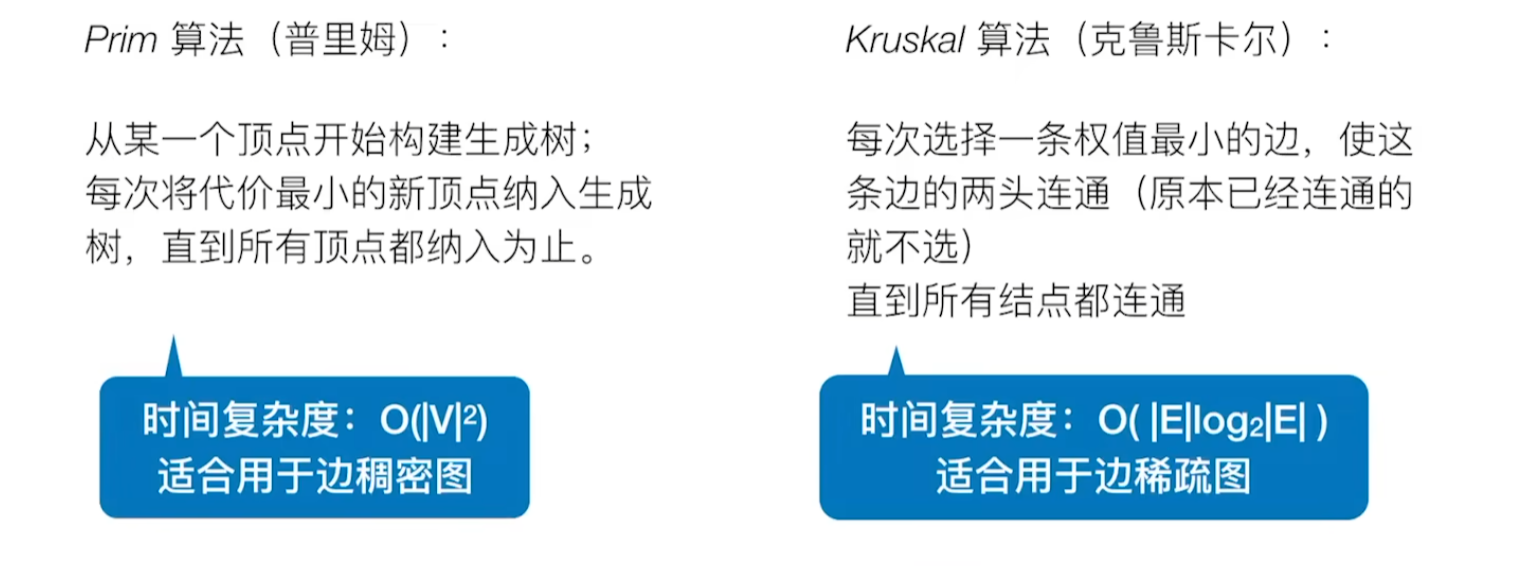 Prim 算法（普里姆）：
从某一个顶点开始构建生成树；
每次将代价最小的新顶点纳入生成
树，直到所有顶点都纳入为止。
时间复杂度：O(|V|²)
适合用于边稠密图
Kruskal 算法（克鲁斯卡尔）：
每次选择一条权值最小的边，使这
条边的两头连通（原本已经连通的
就不选）
直到所有结点都连通
时间复杂度：O( |E|log₂|E| )
适合用于边稀疏图